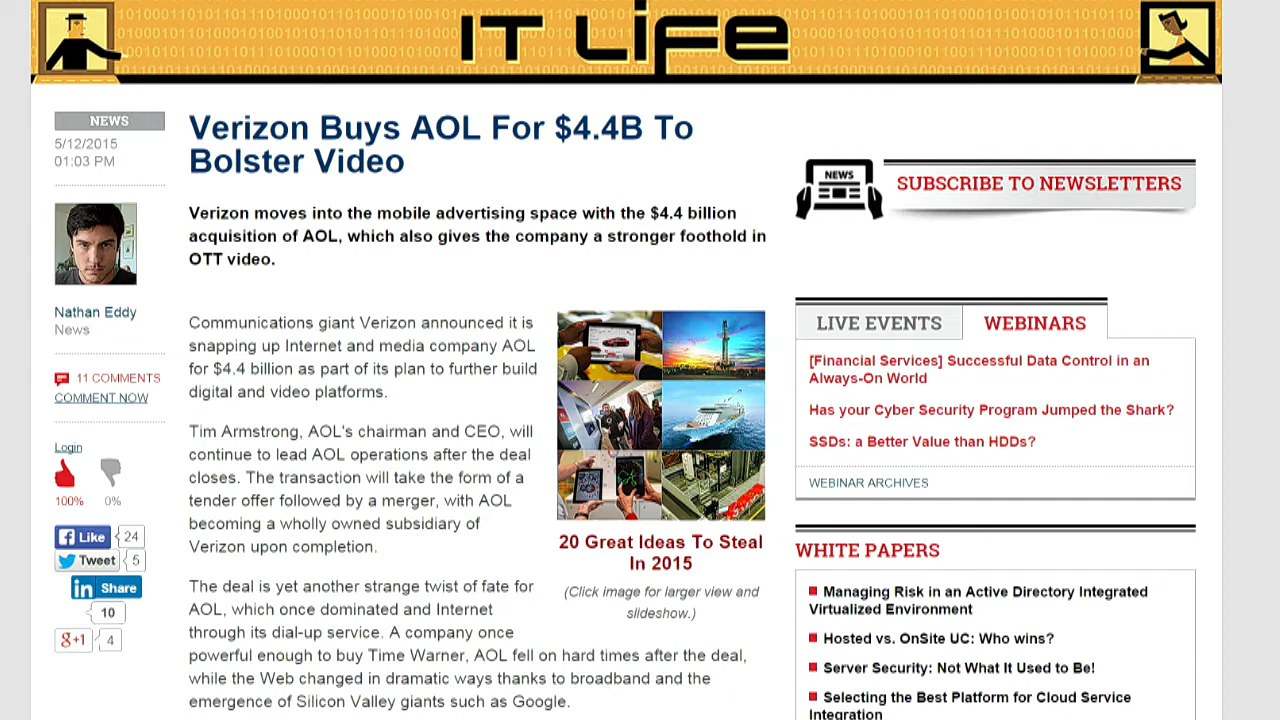 IT LIFE
NEWS
5/12/2015
01:03 PM
Nathan Eddy
News
11 COMMENTS
COMMENT NOW
Login
100%
0%
Like
24
Tweet
5
in Share
10
g+1
4
Verizon Buys AOL For $4.4B To
Bolster Video
Verizon moves into the mobile advertising space with the $4.4 billion
acquisition of AOL, which also gives the company a stronger foothold in
OTT video.
Communications giant Verizon announced it is
snapping up Internet and media company AOL
for $4.4 billion as part of its plan to further build
digital and video platforms.
Tim Armstrong, AOL's chairman and CEO, will
continue to lead AOL operations after the deal
closes. The transaction will take the form of a
tender offer followed by a merger, with AOL
becoming a wholly owned subsidiary of
Verizon upon completion.
The deal is yet another strange twist of fate for
AOL, which once dominated and Internet
through its dial-up service. A company once
powerful enough to buy Time Warner, AOL fell on hard times after the deal,
while the Web changed in dramatic ways thanks to broadband and the
emergence of Silicon Valley giants such as Google.
20 Great Ideas To Steal
In 2015
(Click image for larger view and
slideshow.)
NEWS
SUBSCRIBE TO NEWSLETTERS
LIVE EVENTS
WEBINARS
[Financial Services] Successful Data Control in an
Always-On World
Has your Cyber Security Program Jumped the Shark?
SSDs: a Better Value than HDDs?
WEBINAR ARCHIVES
WHITE PAPERS
Managing Risk in an Active Directory Integrated
Virtualized Environment
Hosted vs. OnSite UC: Who wins?
Server Security: Not What It Used to Be!
Selecting the Best Platform for Cloud Service
Integration